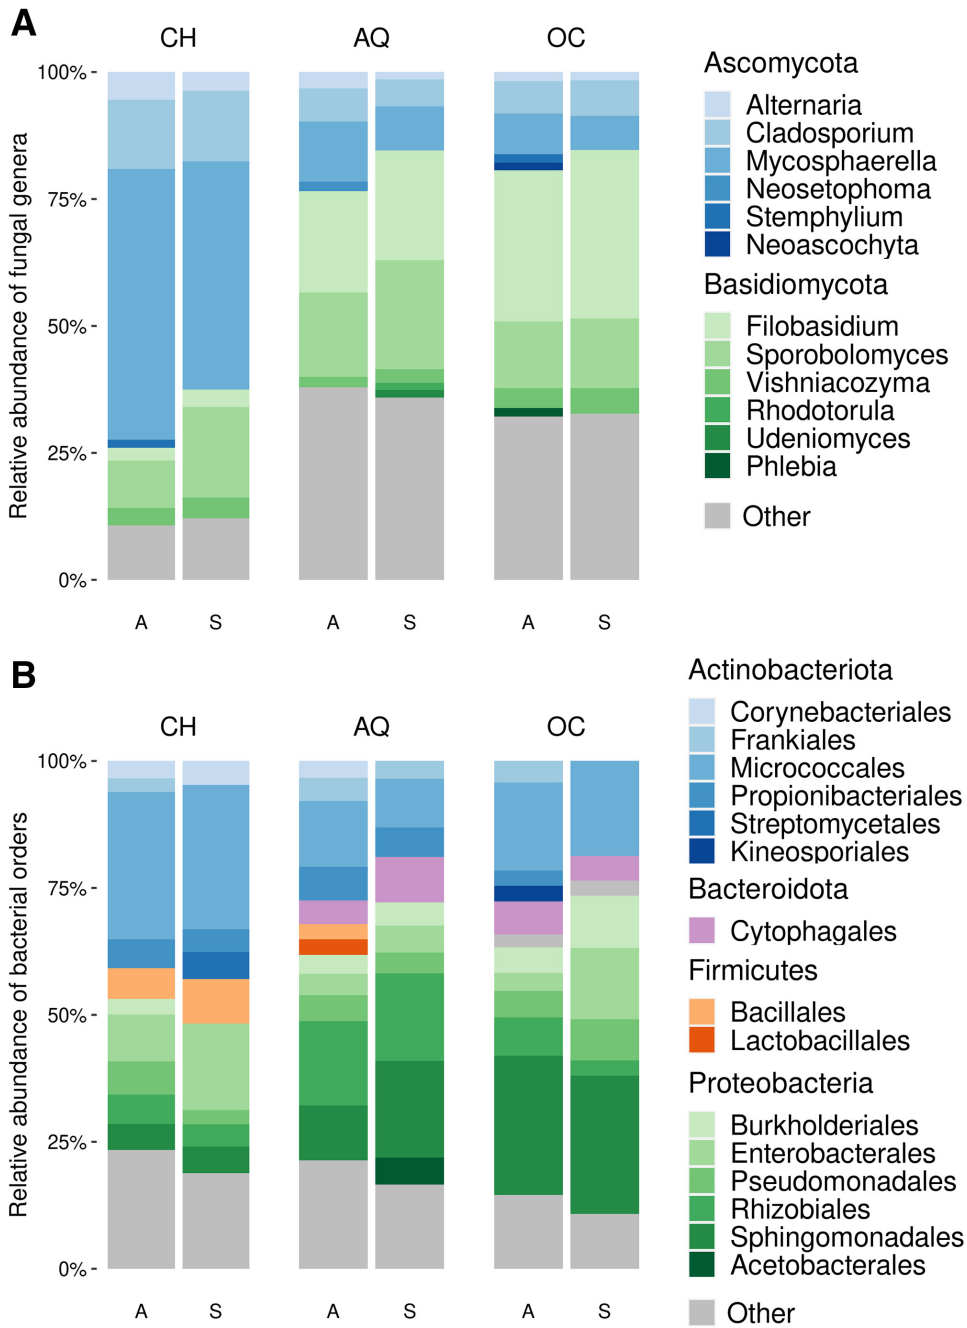 A
CH AQ OC
Relative abundance of fungal genera
100%
75%
50%
25%
0%
A S A S A S
Ascomycota
Alternaria
Cladosporium
Mycosphaerella
Neosetophoma
Stemphylium
Neoascochyta
Basidiomycota
Filobasidium
Sporobolomyces
Vishniacozyma
Rhodotorula
Udeniomyces
Phlebia
Other
B
CH AQ OC
Relative abundance of bacterial orders
100%
75%
50%
25%
0%
A S A S A S
Actinobacteriota
Corynebacteriales
Frankiales
Micrococcales
Propionibacteriales
Streptomycetales
Kineosporiales
Bacteroidota
Cytophagales
Firmicutes
Bacillales
Lactobacillales
Proteobacteria
Burkholderiales
Enterobacterales
Pseudomonadales
Rhizobiales
Sphingomonadales
Acetobacterales
Other